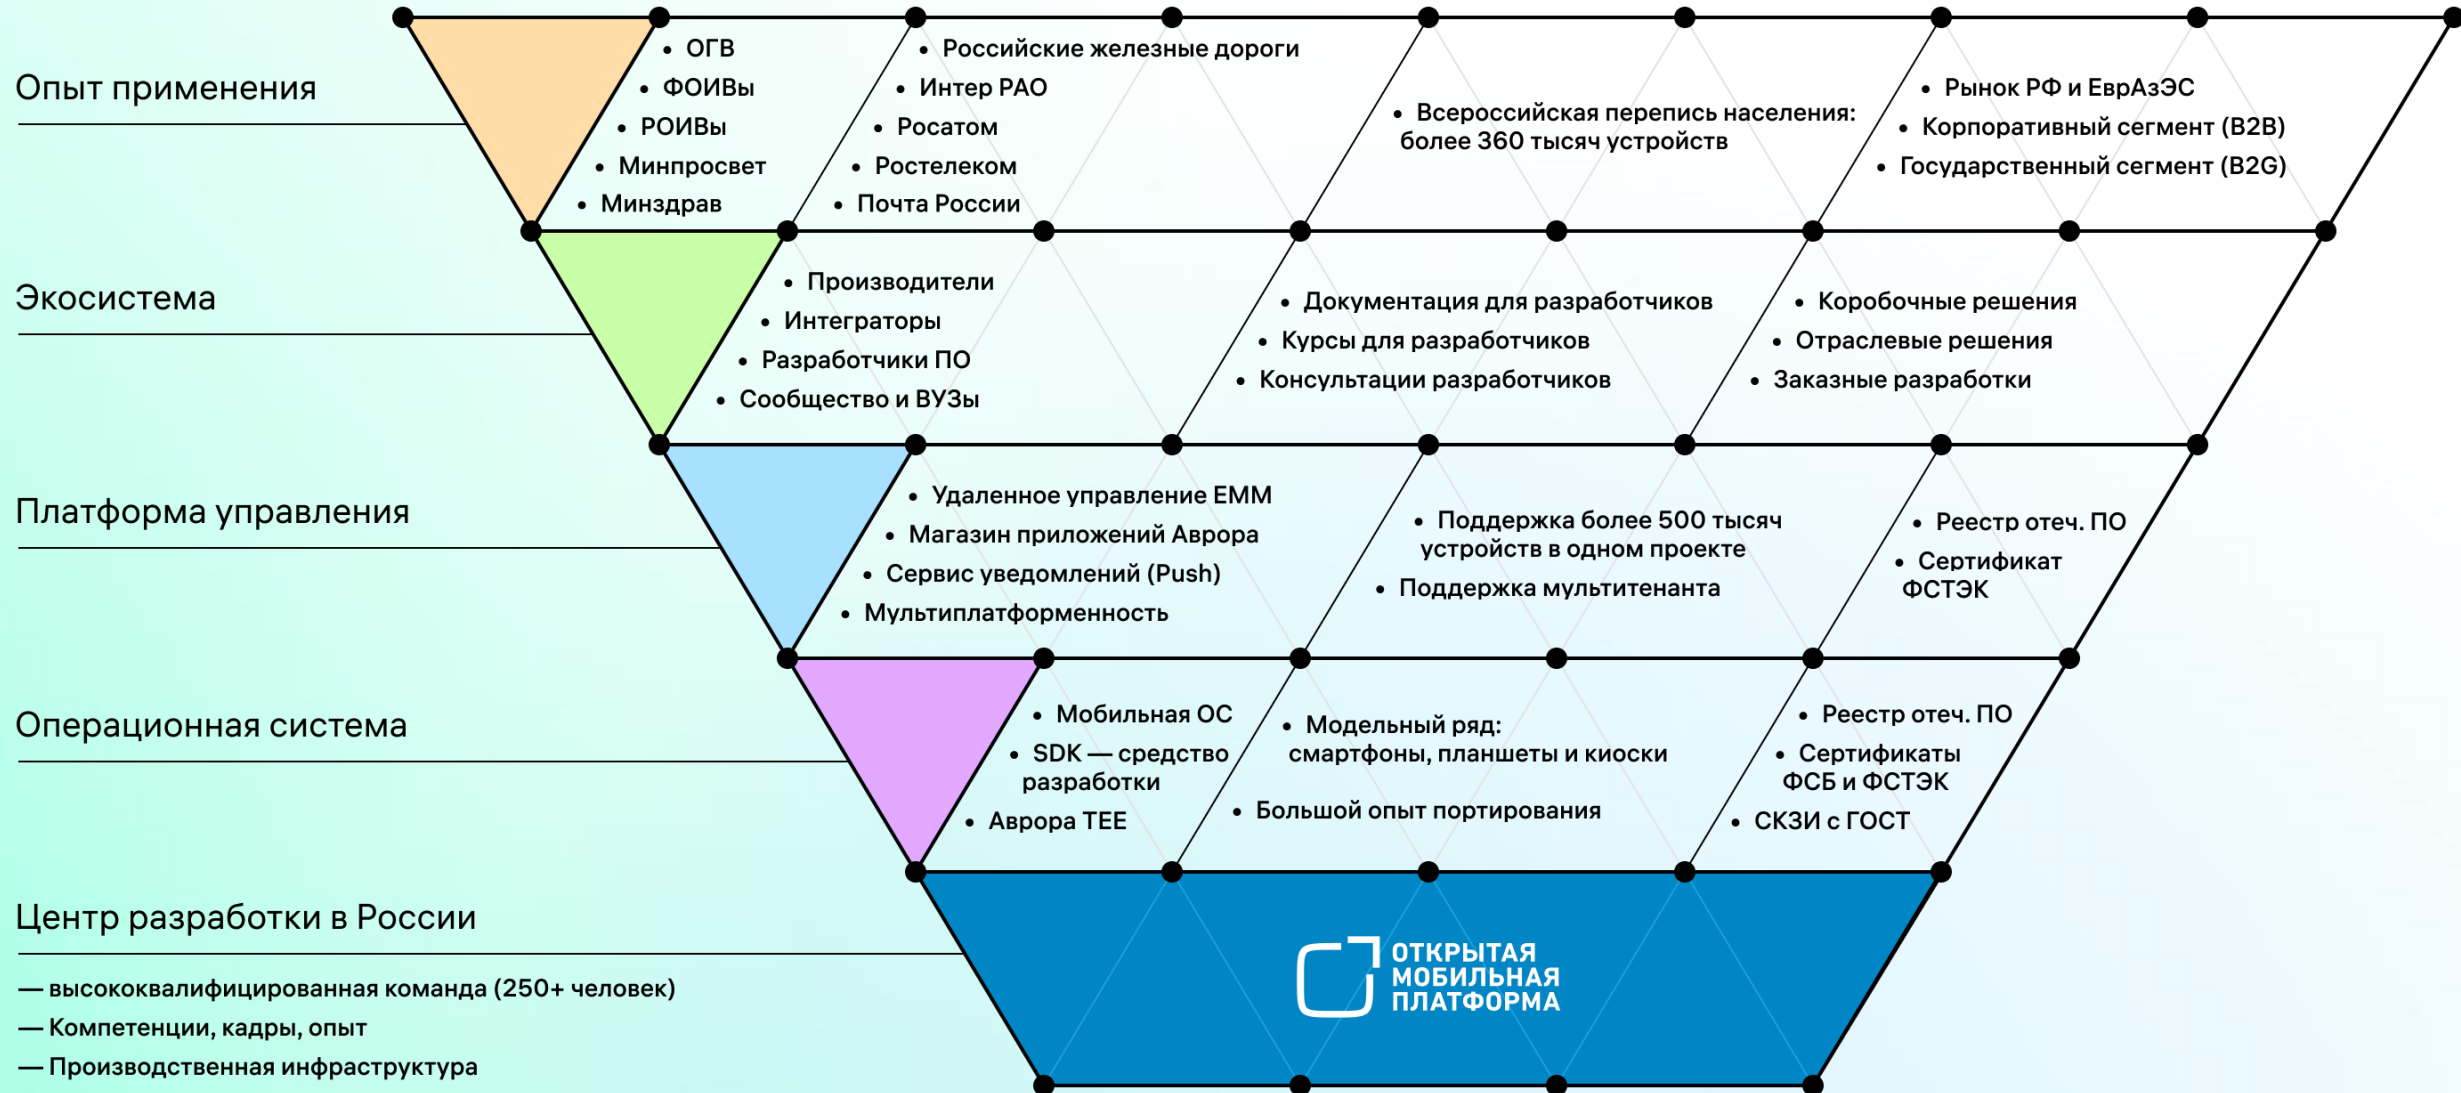 Опыт применения
• ОГВ
• ФОИВы
• РОИВы
• Минпросвет
• Минздрав
• Российские железные дороги
• Интер РАО
• Росатом
• Ростелеком
• Почта России
• Всероссийская перепись населения:
более 360 тысяч устройств
• Рынок РФ и ЕврАзЭС
• Корпоративный сегмент (B2B)
• Государственный сегмент (B2G)
Экосистема
• Производители
• Интеграторы
• Разработчики ПО
• Сообщество и ВУЗы
• Документация для разработчиков
• Курсы для разработчиков
• Консультации разработчиков
• Коробочные решения
• Отраслевые решения
• Заказные разработки
Платформа управления
• Удаленное управление EMM
• Магазин приложений Аврора
• Сервис уведомлений (Push)
• Мультиплатформенность
• Поддержка более 500 тысяч
устройств в одном проекте
• Поддержка мультитенанта
• Реестр отеч. ПО
• Сертификат
ФСТЭК
Операционная система
• Мобильная ОС
• SDK — средство
разработки
• Аврора ТЕЕ
• Модельный ряд:
смартфоны, планшеты и киоски
• Большой опыт портирования
• Реестр отеч. ПО
• Сертификаты
ФСБ и ФСТЭК
• СКЗИ с ГОСТ
Центр разработки в России
— высококвалифицированная команда (250+ человек)
— Компетенции, кадры, опыт
— Производственная инфраструктура
ОТКРЫТАЯ
МОБИЛЬНАЯ
ПЛАТФОРМА